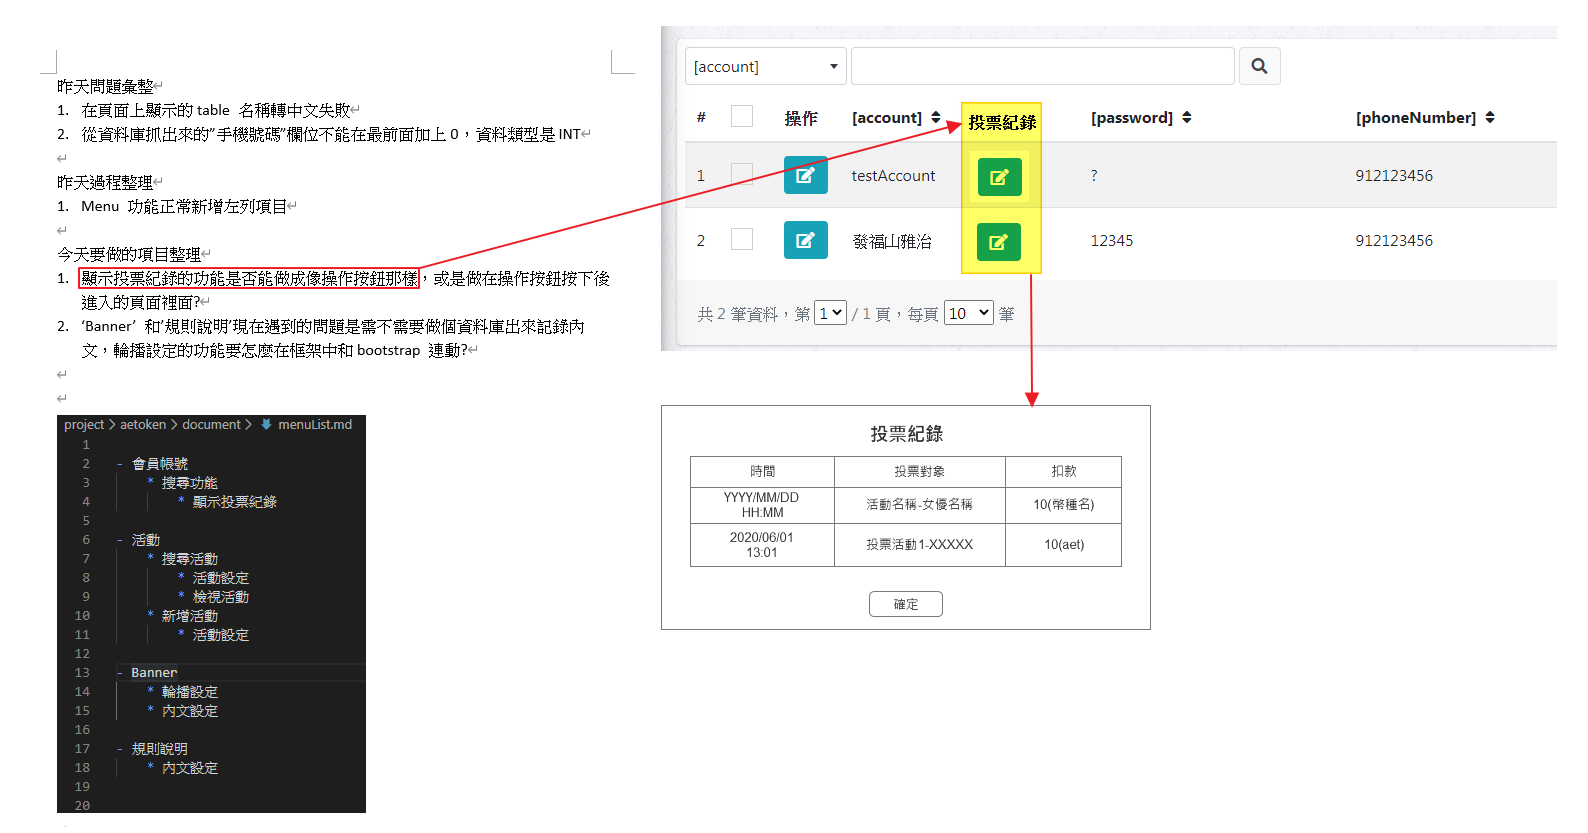 昨天問題彙整
1. 在頁面上顯示的 table 名稱轉中文失敗
2. 從資料庫抓出來的”手機號碼”欄位不能在最前面加上 0，資料類型是 INT
昨天過程整理
1. Menu 功能正常新增左列項目
今天要做的項目整理
1. 顯示投票紀錄的功能是否能做成像操作按鈕那樣，或是做在操作按鈕按下後
進入的頁面裡面?
2. ‘Banner’ 和’規則說明’現在遇到的問題是需不需要做個資料庫出來記錄內
文，輪播設定的功能要怎麼在框架中和 bootstrap 連動?
project > aetoken > document > menuList.md
1
2 - 會員帳號
3 * 搜尋功能
4 * 顯示投票紀錄
5
6 - 活動
7 * 搜尋活動
8 * 活動設定
9 * 檢視活動
10 * 新增活動
11 * 活動設定
12
13 - Banner
14 * 輪播設定
15 * 內文設定
16
17 - 規則說明
18 * 內文設定
19
20
[account]
# 操作 [account] 投票紀錄 [password] [phoneNumber]
1 testAccount ? 912123456
2 發福山雅治 12345 912123456
共 2 筆資料，第 1 / 1 頁，每頁 10 筆
投票紀錄
時間 投票對象 扣款
YYYY/MM/DD
HH:MM 活動名稱-女優名稱 10(幣種名)
2020/06/01
13:01 投票活動1-XXXXX 10(aet)
確定